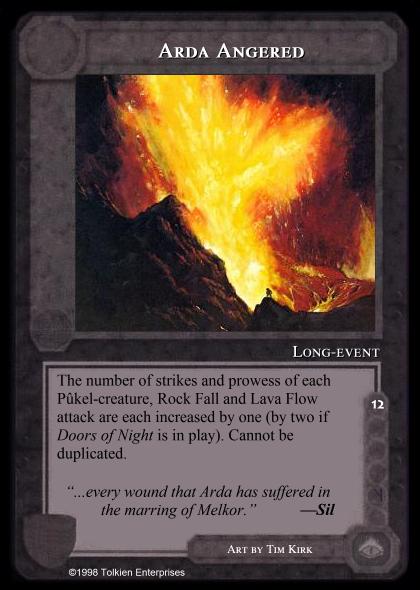 Arda Angered
Long-event
The number of strikes and prowess of each
Pûkel-creature, Rock Fall and Lava Flow
attack are each increased by one (by two if
Doors of Night is in play). Cannot be
duplicated.
12
“...every wound that Arda has suffered in
the marring of Melkor.” —Sil
Art by Tim Kirk
©1998 Tolkien Enterprises